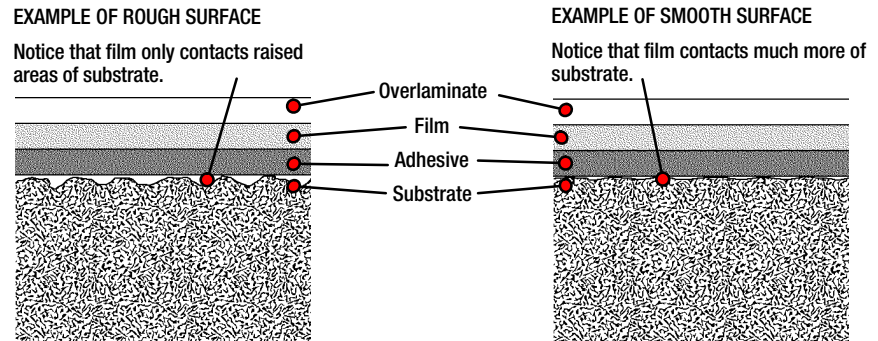 EXAMPLE OF ROUGH SURFACE
Notice that film only contacts raised
areas of substrate.
EXAMPLE OF SMOOTH SURFACE
Notice that film contacts much more of
substrate.
Overlaminate
Film
Adhesive
Substrate